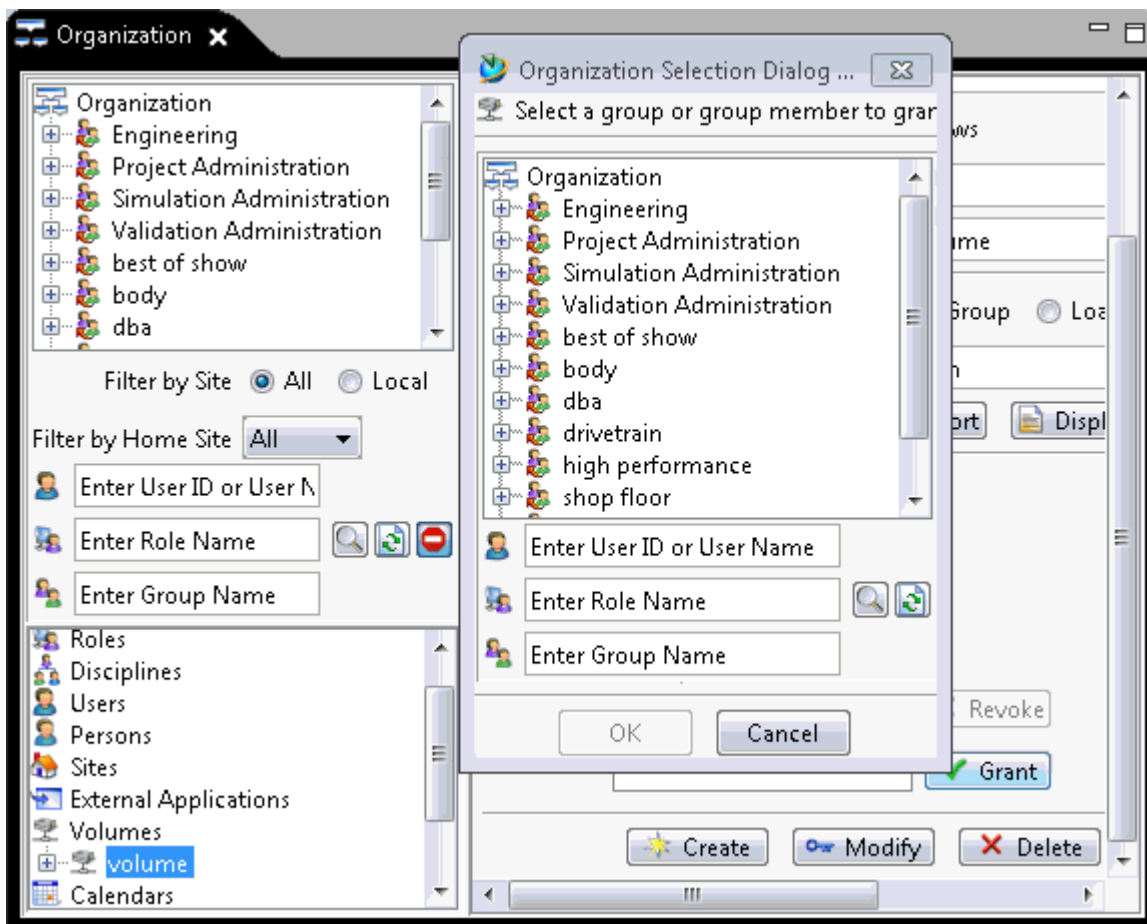 Organization
Organization
Engineering
Project Administration
Simulation Administration
Validation Administration
best of show
body
dba
Filter by Site All Local
Filter by Home Site All
Enter User ID or User N
Enter Role Name
Enter Group Name
Roles
Disciplines
Users
Persons
Sites
External Applications
Volumes
volume
Calendars
Organization Selection Dialog ...
Select a group or group member to gran
Organization
Engineering
Project Administration
Simulation Administration
Validation Administration
best of show
body
dba
drivetrain
high performance
shop floor
Enter User ID or User Name
Enter Role Name
Enter Group Name
OK Cancel
ws
ume
Group Loa
ort Displ
Revoke
Grant
Create Modify Delete